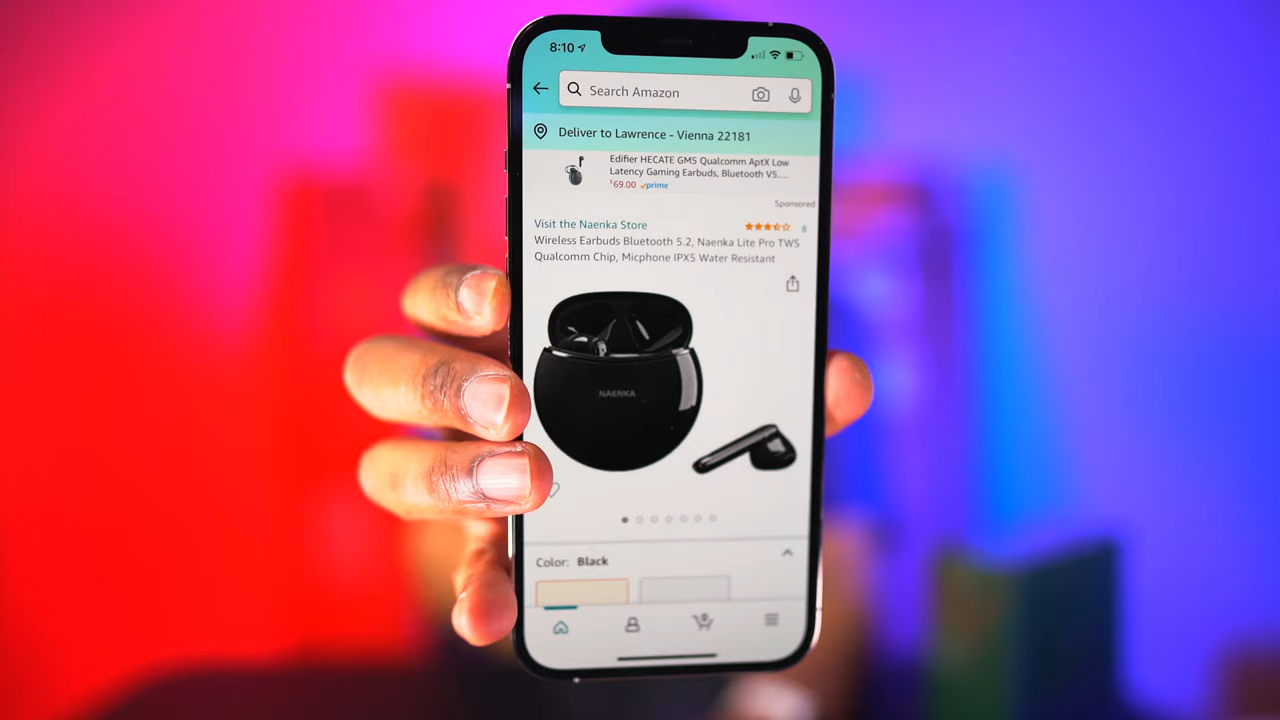 8:10
Search Amazon
Deliver to Lawrence - Vienna 22181
Edifier HECATE GM5 Qualcomm AptX Low
Latency Gaming Earbuds, Bluetooth V5....
$69.00 prime
Sponsored
Visit the Naenka Store 8
Wireless Earbuds Bluetooth 5.2, Naenka Lite Pro TWS
Qualcomm Chip, Micphone IPX5 Water Resistant
NAENKA
Color: Black
0